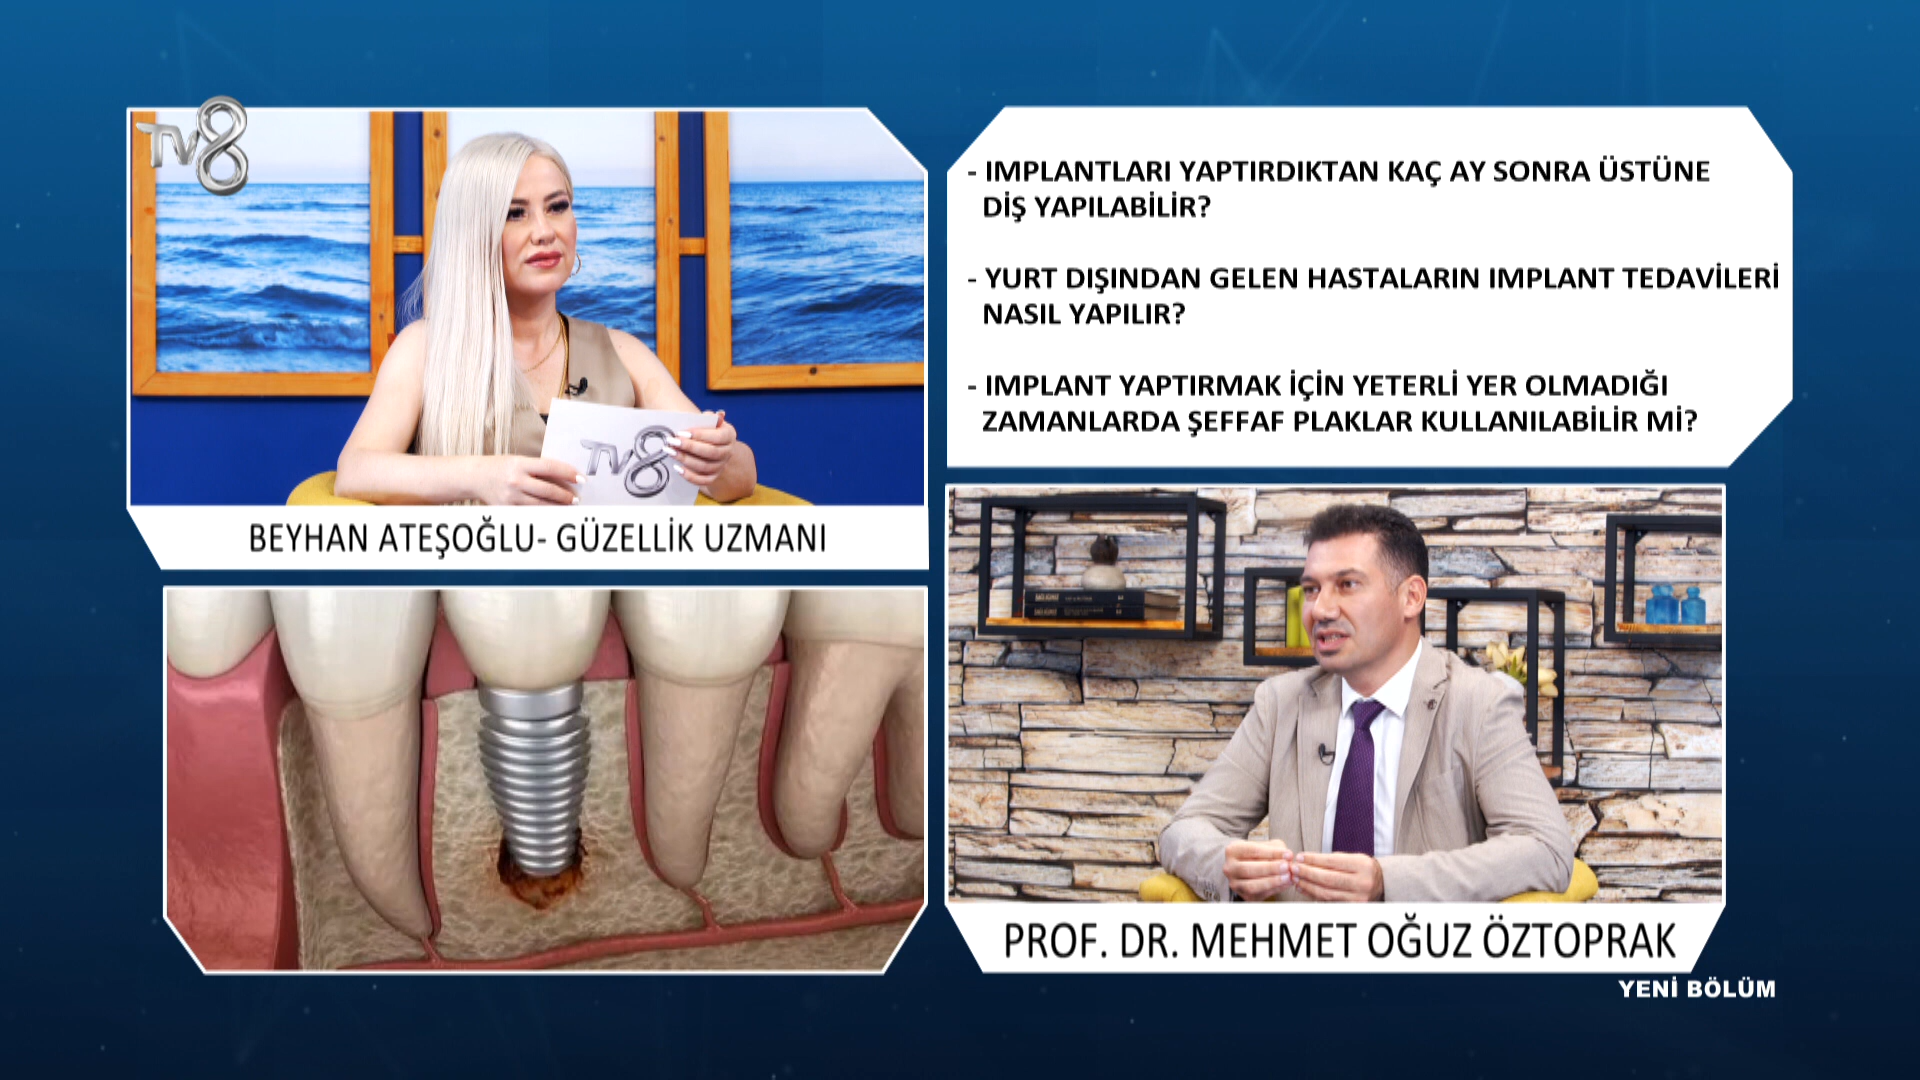 TV8
- IMPLANTLARI YAPTIRDIKTAN KAÇ AY SONRA ÜSTÜNE
DİŞ YAPILABİLİR?
- YURT DIŞINDAN GELEN HASTALARIN IMPLANT TEDAVİLERİ
NASIL YAPILIR?
- IMPLANT YAPTIRMAK İÇİN YETERLİ YER OLMADIĞI
ZAMANLARDA ŞEFFAF PLAKLAR KULLANILABİLİR Mİ?
TV8
BEYHAN ATEŞOĞLU- GÜZELLİK UZMANI
PROF. DR. MEHMET OĞUZ ÖZTOPRAK
YENİ BÖLÜM